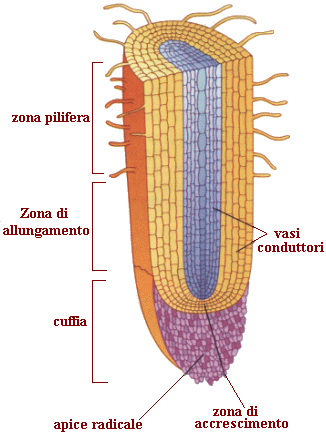 zona pilifera
Zona di
allungamento
vasi
conduttori
cuffia
zona di
accrescimento
apice radicale